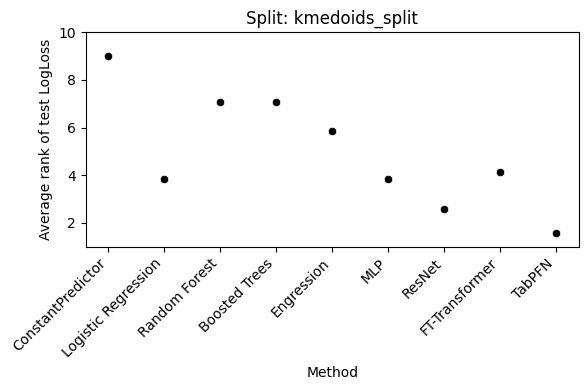 Split: kmedoids_split
Average rank of test LogLoss
10
8
6
4
2
ConstantPredictor
Logistic Regression
Random Forest
Boosted Trees
Engression
MLP
ResNet
FT-Transformer
TabPFN
Method